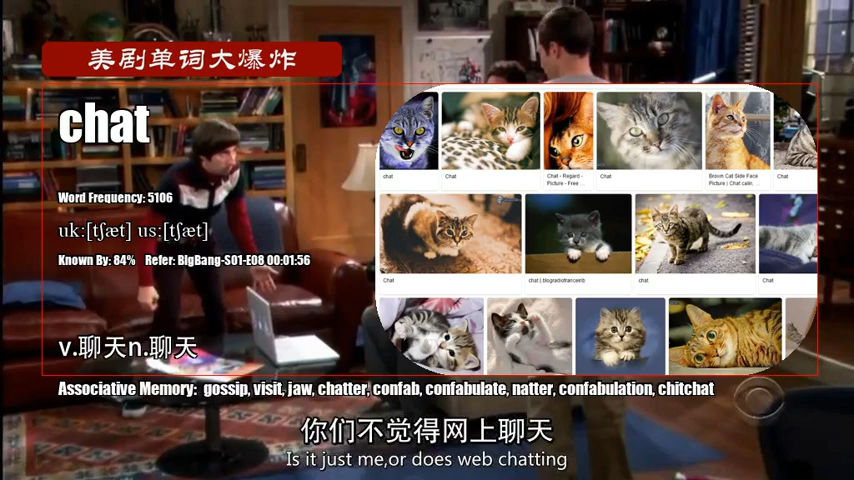 美剧单词大爆炸
chat
Word Frequency: 5106
uk:[tʃæt] us:[tʃæt]
Known By: 84% Refer: BigBang-S01-E08 00:01:56
v.聊天n.聊天
chat
Chat
Chat - Regard -
Picture - Free ...
Chat
Brown Cat Side Face
Picture | Chat calin, ...
Chat
Chat
chat | blogradiofranceinb
chat
Chat
Associative Memory: gossip, visit, jaw, chatter, confab, confabulate, natter, confabulation, chitchat
你们不觉得网上聊天
Is it just me,or does web chatting